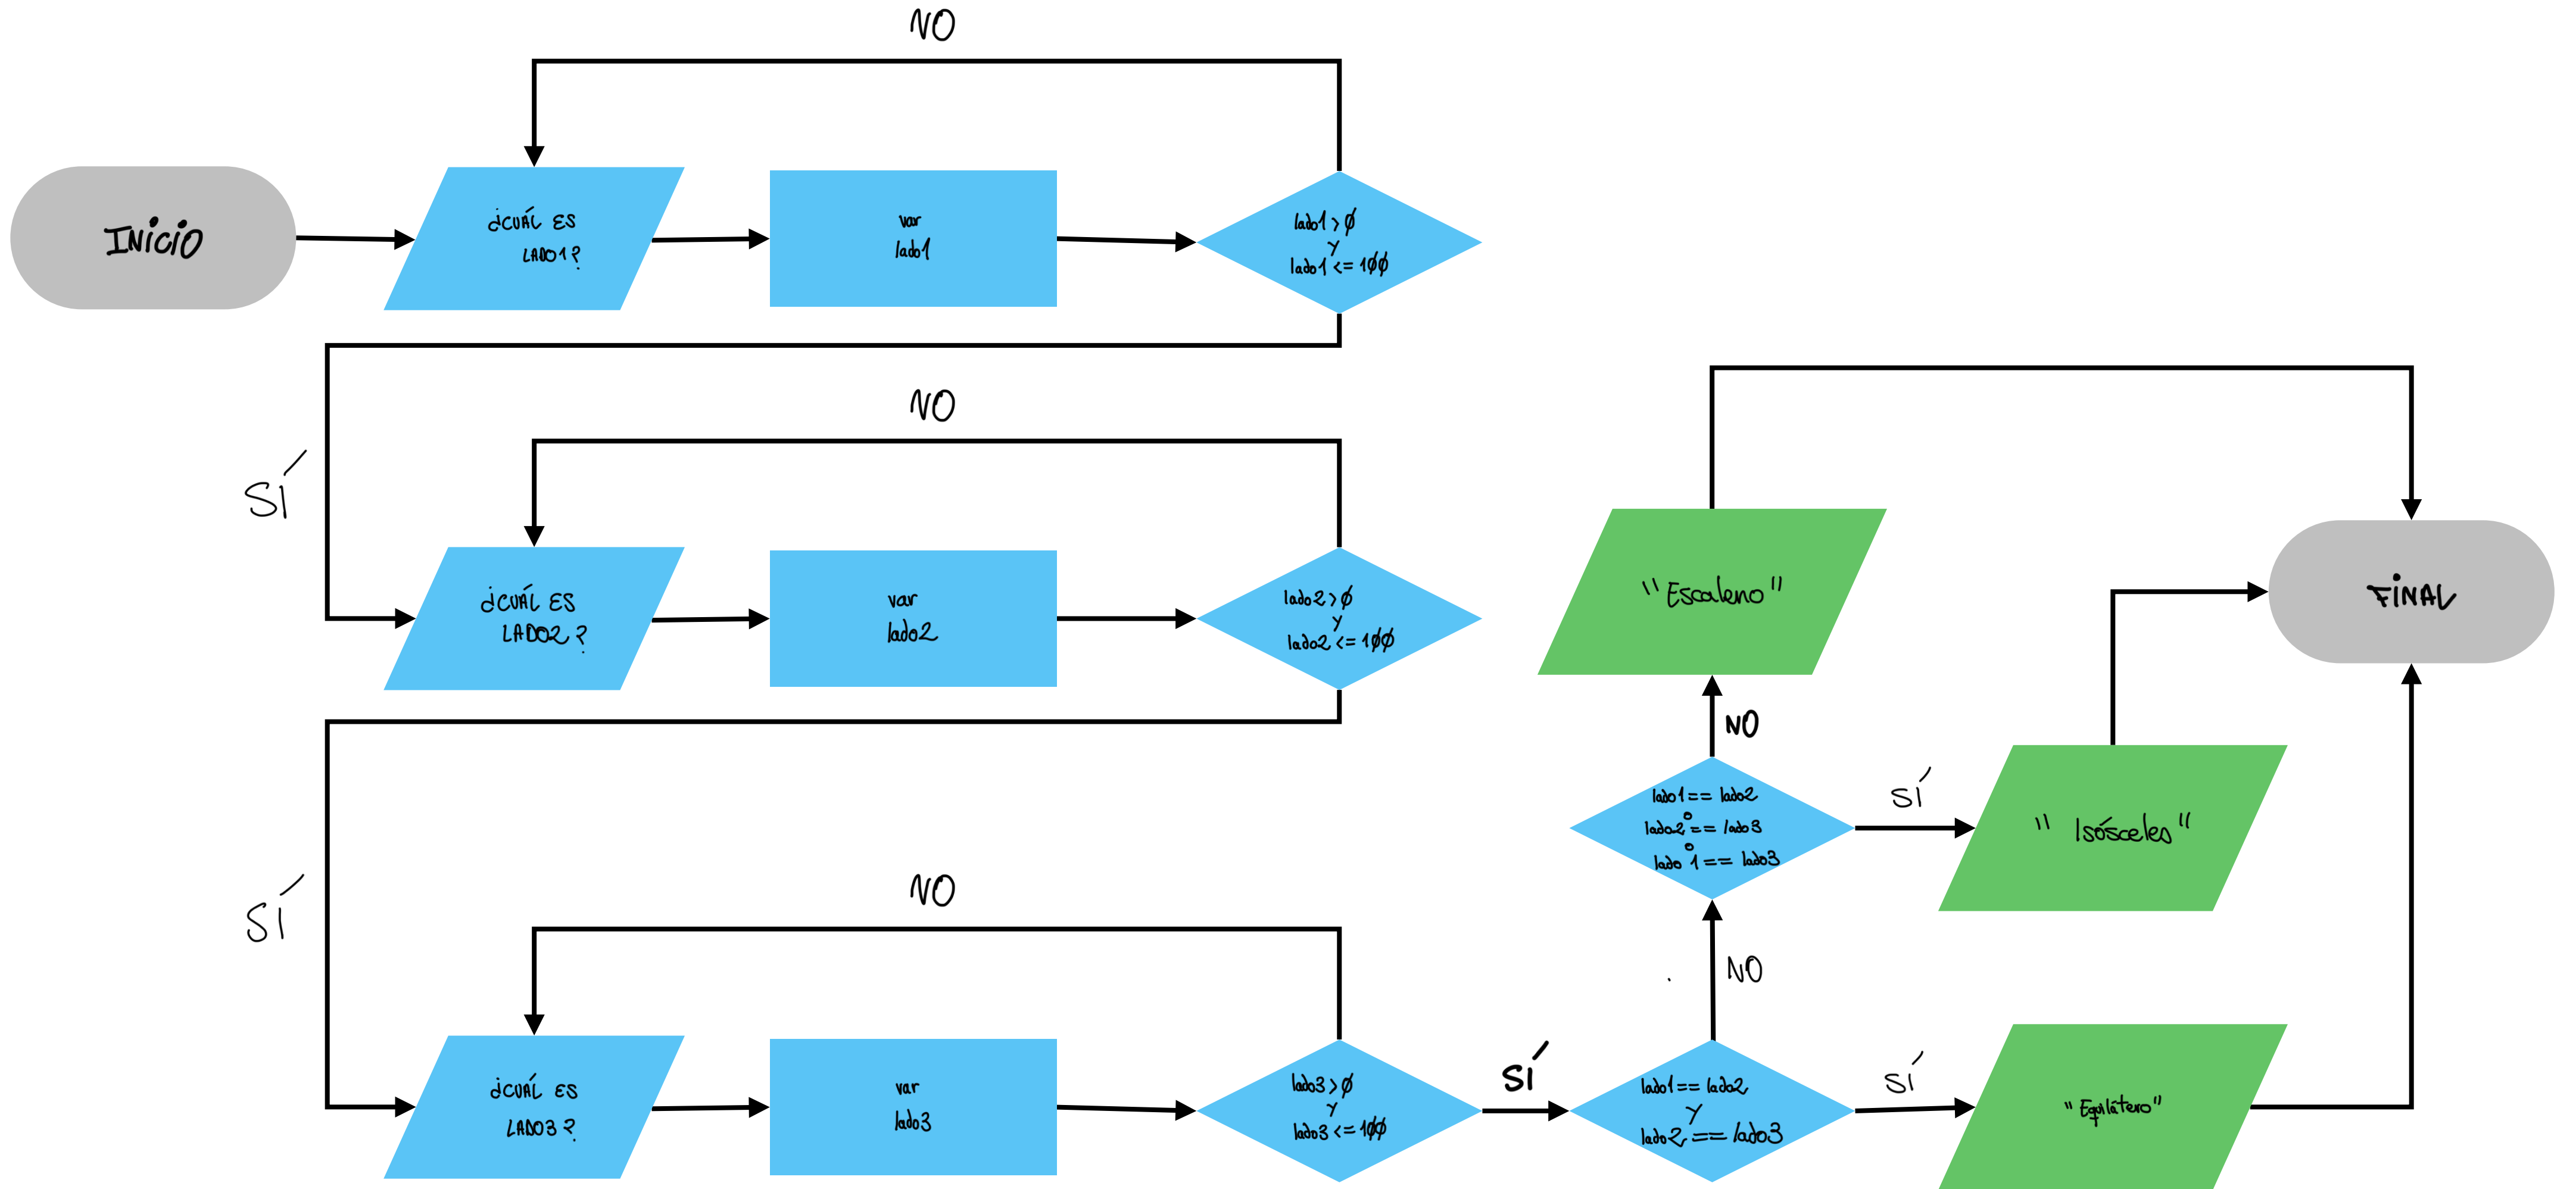 NO
INICIO
¿CUÁL ES
LADO1?
var
lado1
lado1 > 0
y
lado1 <= 100
NO
SÍ
¿CUÁL ES
LADO2?
var
lado2
lado2 > 0
y
lado2 <= 100
SÍ
NO
¿CUÁL ES
LADO3?
var
lado3
lado3 > 0
y
lado3 <= 100
SÍ
lado1 == lado2
y
lado2 == lado3
SÍ
"Equilátero"
NO
lado1 == lado2
o
lado2 == lado3
o
lado 1 == lado3
SÍ
"Isósceles"
NO
"Escaleno"
FINAL